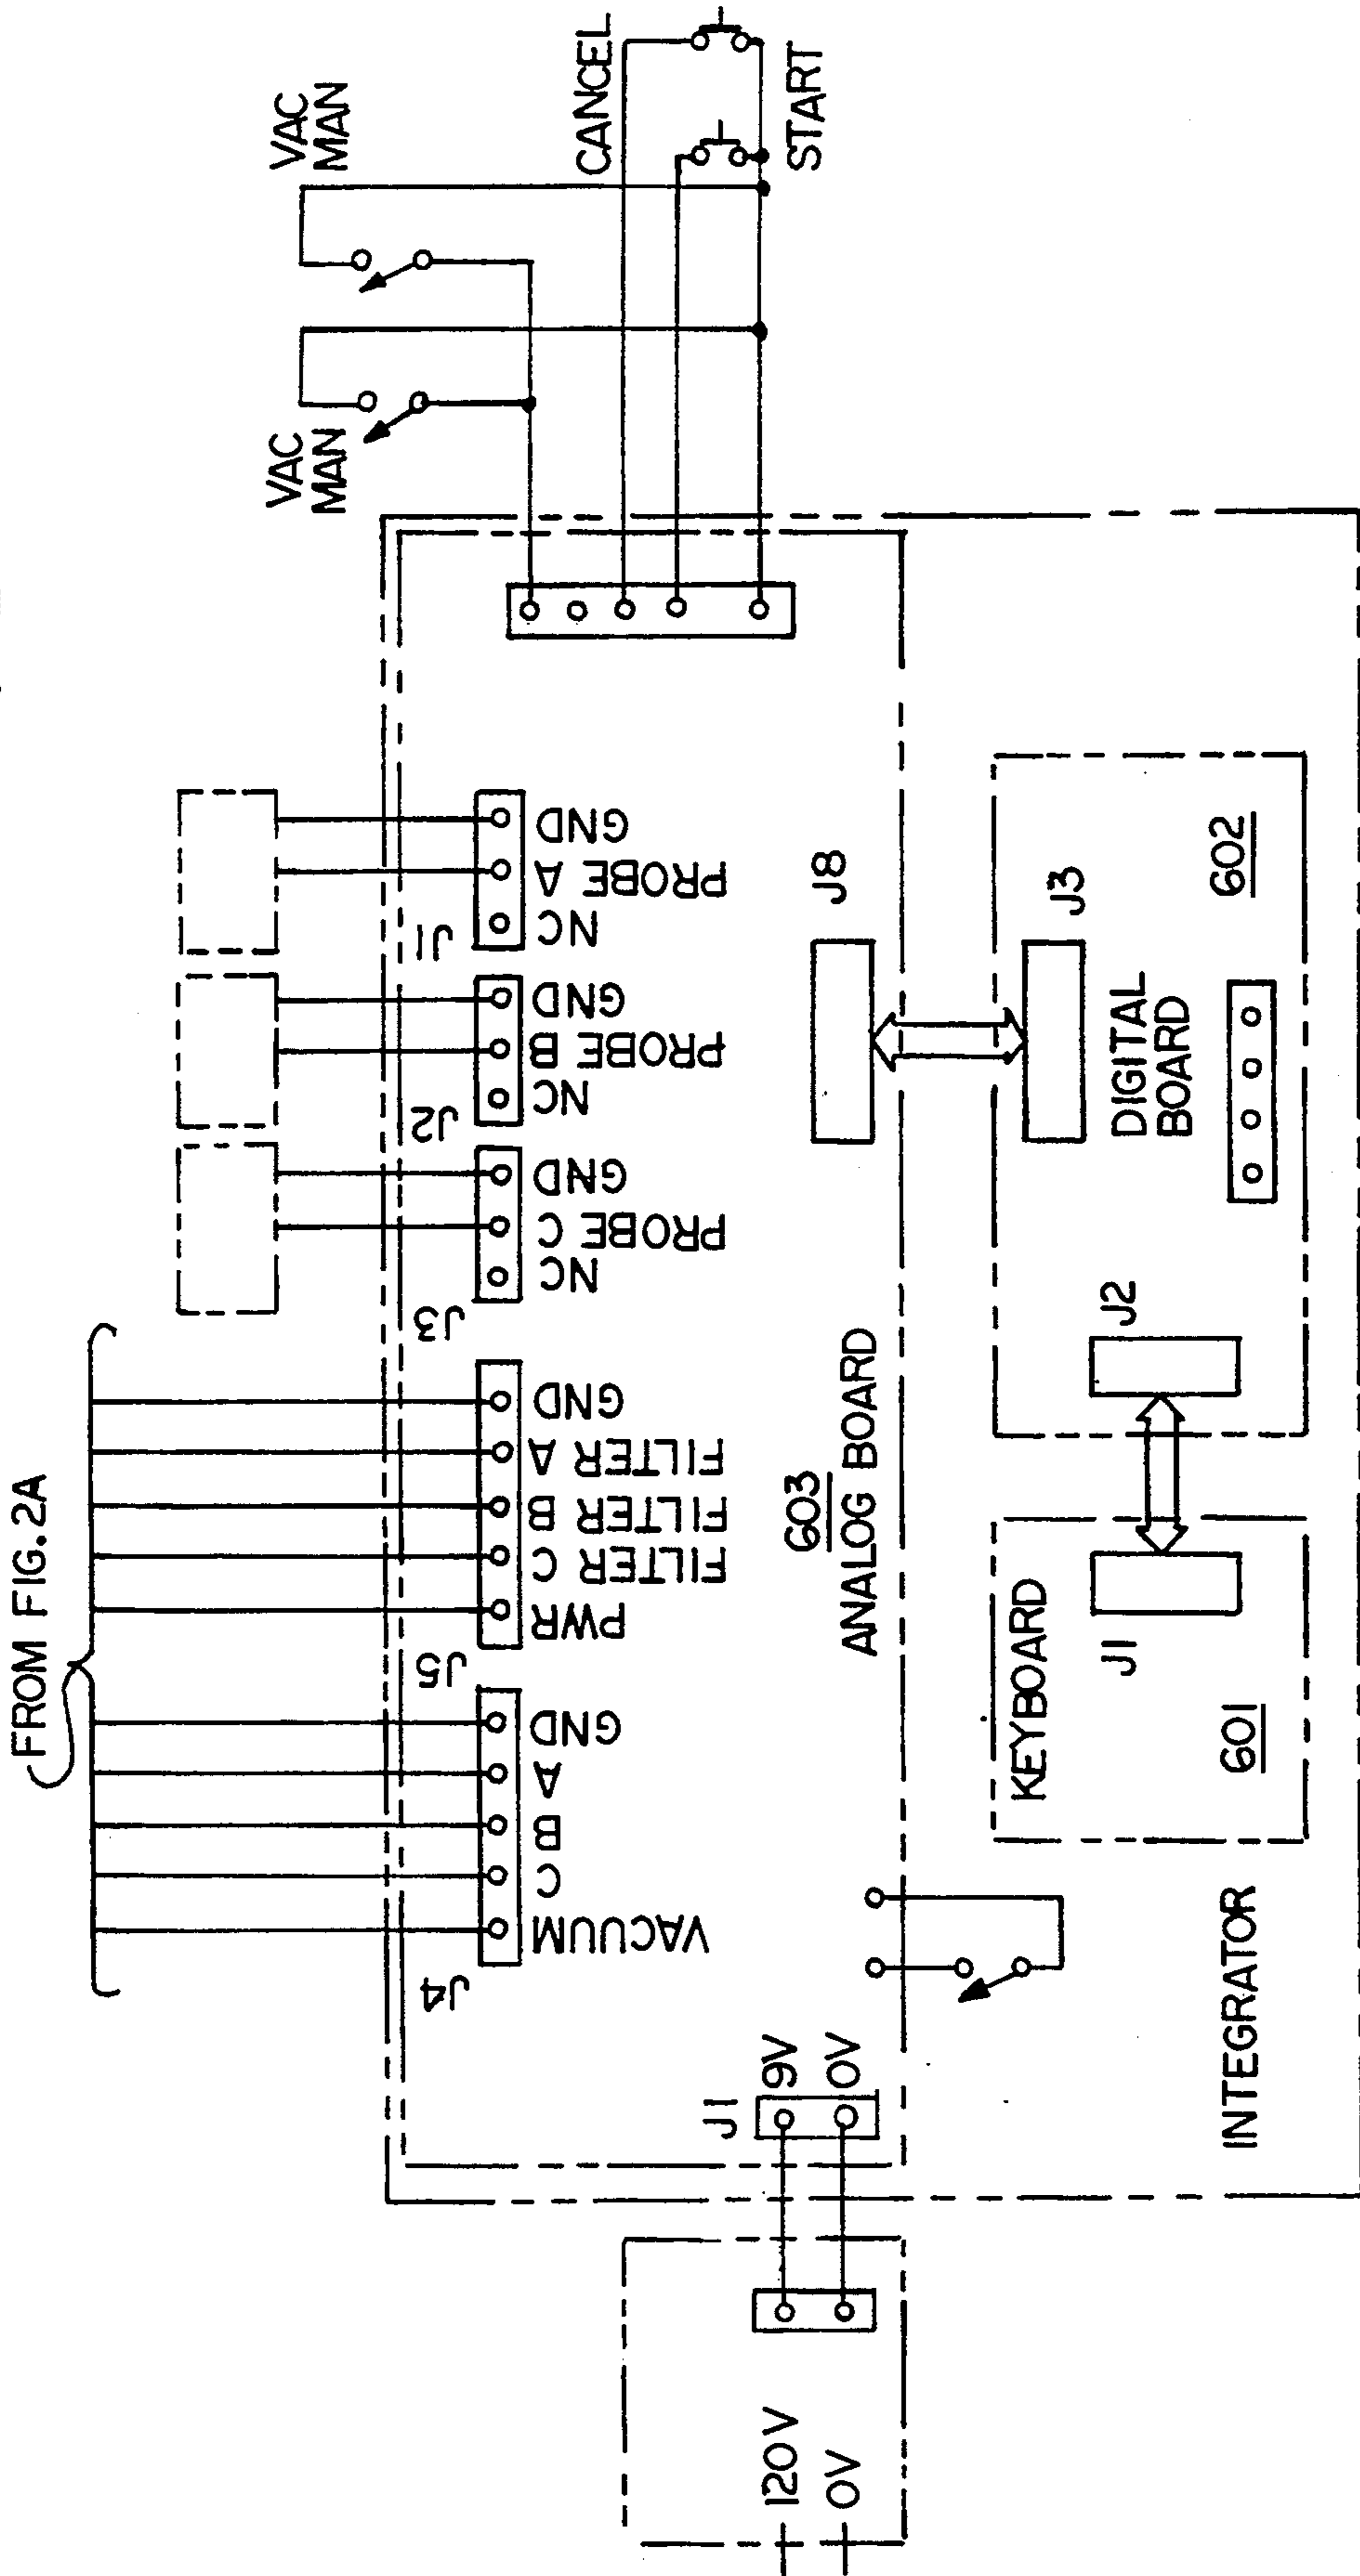 FROM FIG. 2A
VAC
MAN
VAC
MAN
CANCEL
START
J4
VACUUM
C
B
A
GND
J5
PWR
FILTER C
FILTER B
FILTER A
GND
J3
NC
PROBE C
GND
J2
NC
PROBE B
GND
J1
NC
PROBE A
GND
120V
0V
J1
9V
0V
603
ANALOG BOARD
J8
KEYBOARD
J1
601
J2
J3
DIGITAL
BOARD
602
INTEGRATOR